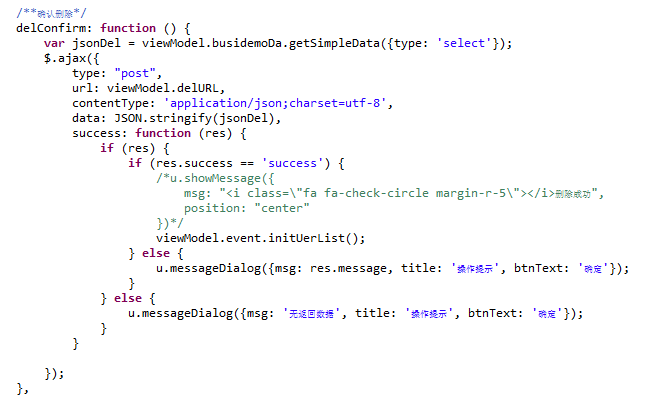 /**确认删除*/
delConfirm: function () {
    var jsonDel = viewModel.busidemoDa.getSimpleData({type: 'select'});
    $.ajax({
        type: "post",
        url: viewModel.delURL,
        contentType: 'application/json;charset=utf-8',
        data: JSON.stringify(jsonDel),
        success: function (res) {
            if (res) {
                if (res.success == 'success') {
                    /*u.showMessage({
                        msg: "<i class=\"fa fa-check-circle margin-r-5\"></i>删除成功",
                        position: "center"
                    })*/
                    viewModel.event.initUerList();
                } else {
                    u.messageDialog({msg: res.message, title: '操作提示', btnText: '确定'});
                }
            } else {
                u.messageDialog({msg: '无返回数据', title: '操作提示', btnText: '确定'});
            }
        }
    });
},